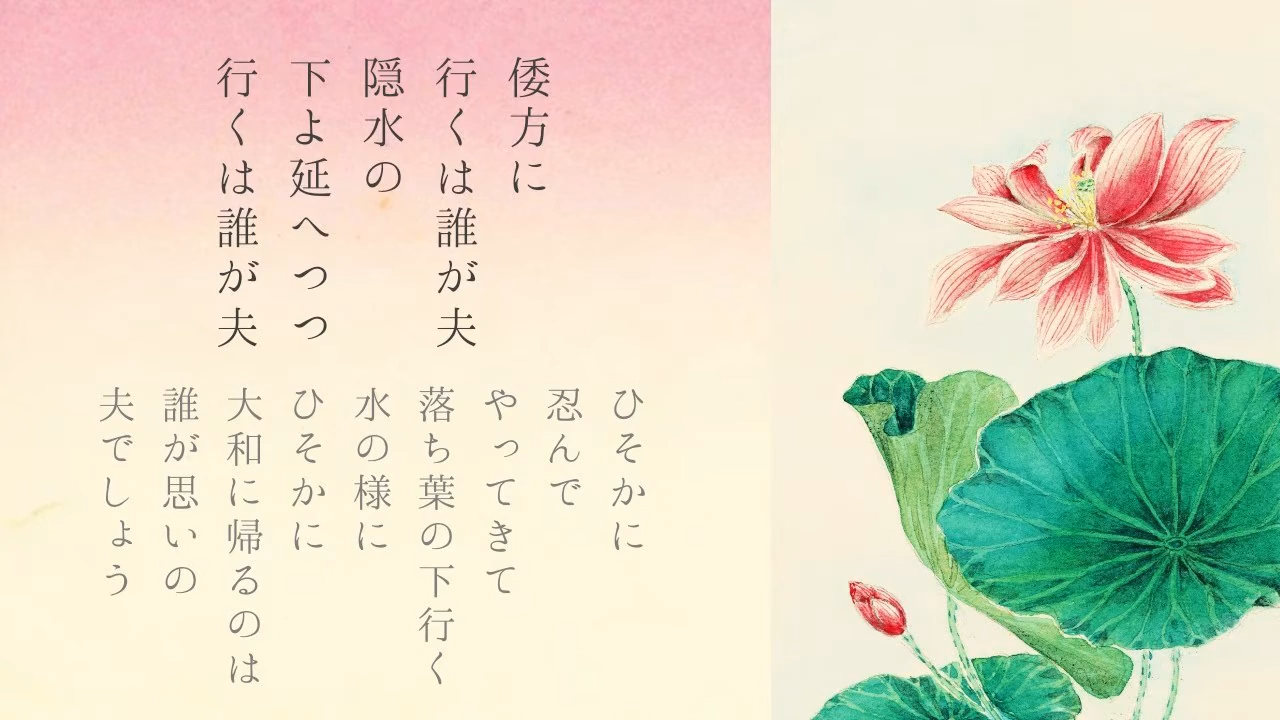 倭方に
行くは誰が夫
隠水の
下よ延へつつ
行くは誰が夫
ひそかに
忍んで
やってきて
落ち葉の下行く
水の様に
ひそかに
大和に帰るのは
誰が思いの
夫でしょう